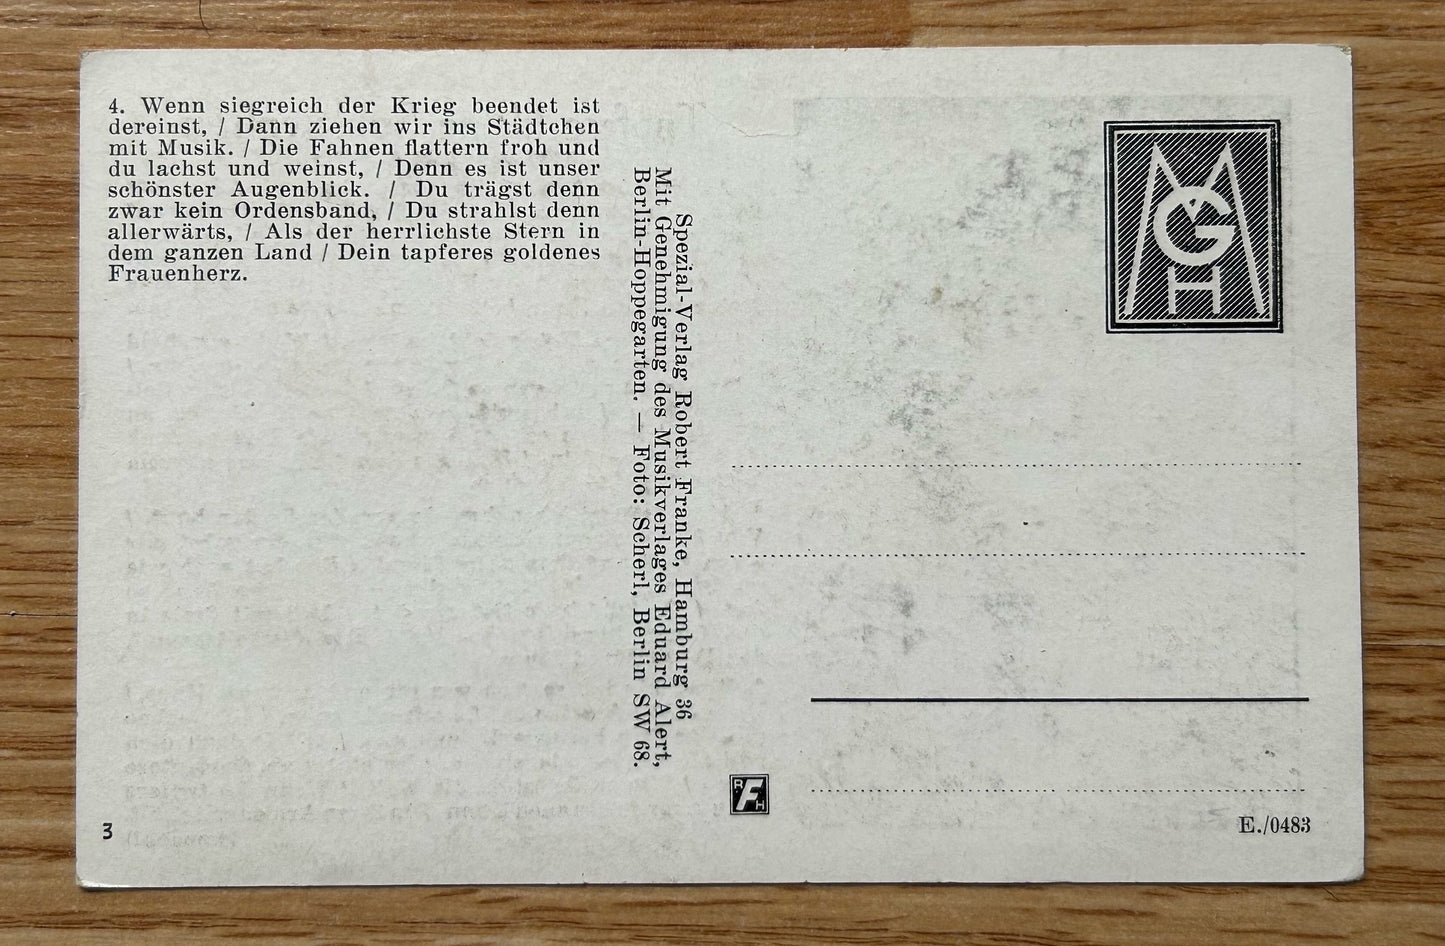 4. Wenn siegreich der Krieg beendet ist
dereinst, / Dann ziehen wir ins Städtchen
mit Musik. / Die Fahnen flattern froh und
du lachst und weinst, / Denn es ist unser
schönster Augenblick. / Du trägst denn
zwar kein Ordensband, / Du strahlst denn
allerwärts, / Als der herrlichste Stern in
dem ganzen Land / Dein tapferes goldenes
Frauenherz.
Spezial-Verlag Robert Franke, Hamburg 36
Mit Genehmigung des Musikverlages Eduard Alert,
Berlin-Hoppegarten. — Foto: Scherl, Berlin SW 68.
M G H
R F H
3
E./0483